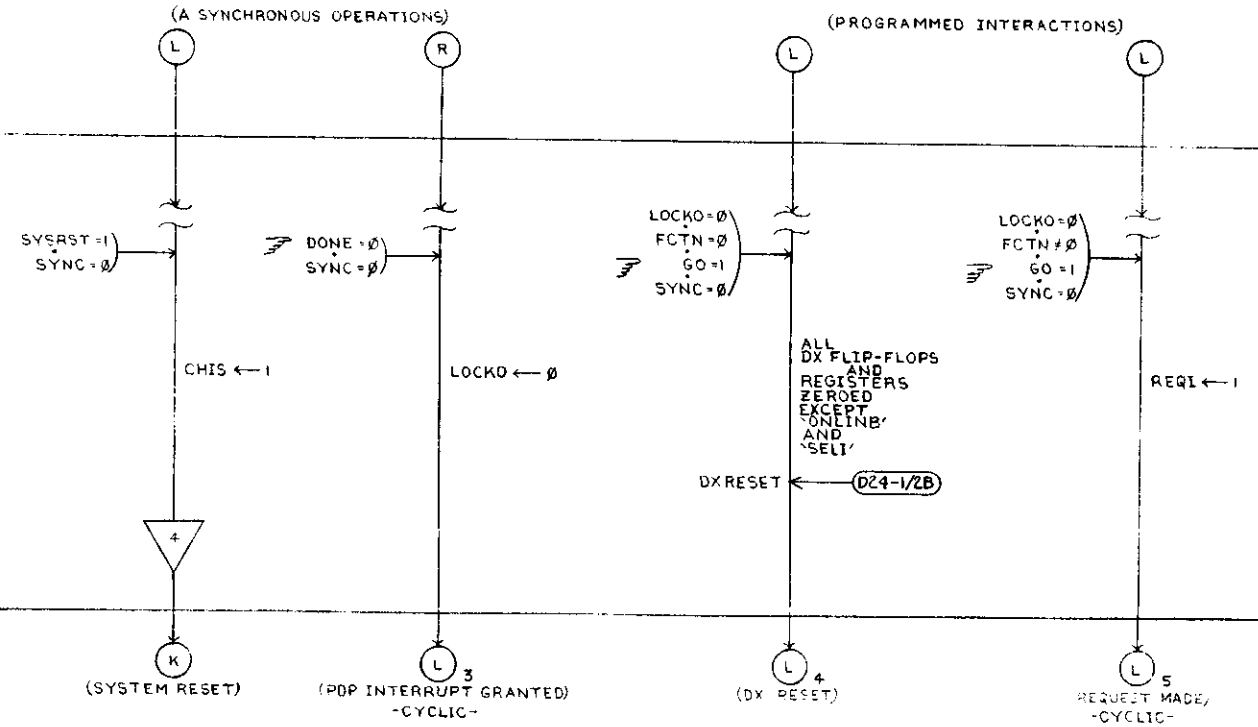 (A SYNCHRONOUS OPERATIONS)
(PROGRAMMED INTERACTIONS)
L
R
L
L
SYSRST=1
SYNC=Ø
DONE=Ø
SYNC=Ø
LOCKO=Ø
FCTN=Ø
GO=1
SYNC=Ø
LOCKO=Ø
FCTN≠Ø
GO=1
SYNC=Ø
CHIS ← 1
LOCKO ← Ø
ALL
DX FLIP-FLOPS
AND
REGISTERS
ZEROED
EXCEPT
'ONLINB'
AND
'SELI'
REQI ← 1
DXRESET
D24-1/2B
4
K
(SYSTEM RESET)
L 3
(PDP INTERRUPT GRANTED)
-CYCLIC-
L 4
(DX RESET)
L 5
REQUEST MADE/
-CYCLIC-